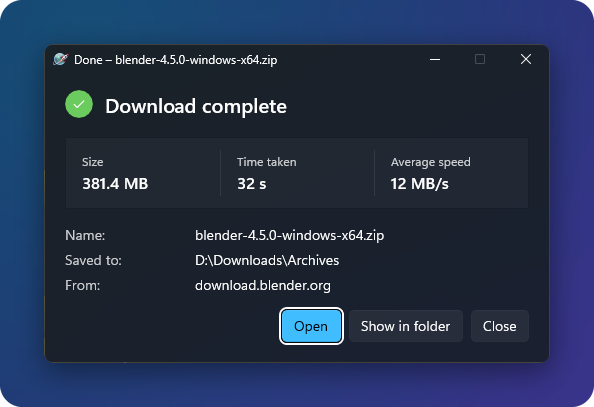 Done – blender-4.5.0-windows-x64.zip
Download complete
Size Time taken Average speed
381.4 MB 32 s 12 MB/s
Name: blender-4.5.0-windows-x64.zip
Saved to: D:\Downloads\Archives
From: download.blender.org
Open Show in folder Close